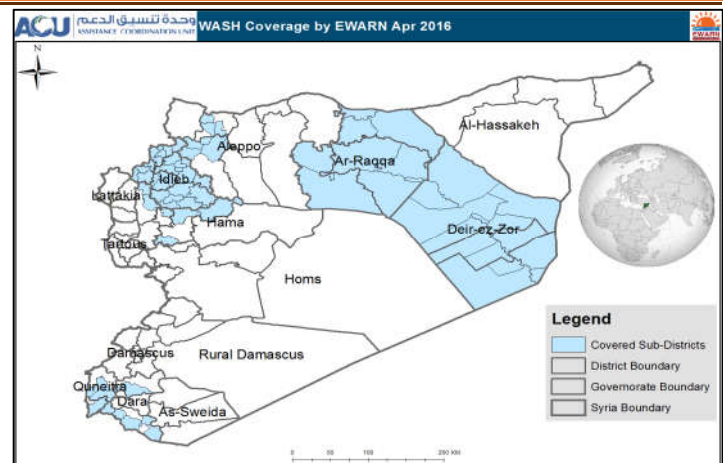 ACU وحدة تنسيق الدعم
ASSISTANCE COORDINATION UNIT
WASH Coverage by EWARN Apr 2016
EWARN
N
Al-Hassakeh
Aleppo
Ar-Raqqa
Idleb
Lattakia
Hama
Deir-ez-Zor
Tartous
Homs
Damascus
Rural Damascus
Quneitra
Dara
As-Sweida
Legend
Covered Sub-Districts
District Boundary
Governorate Boundary
Syria Boundary
0 50 100 200 KM